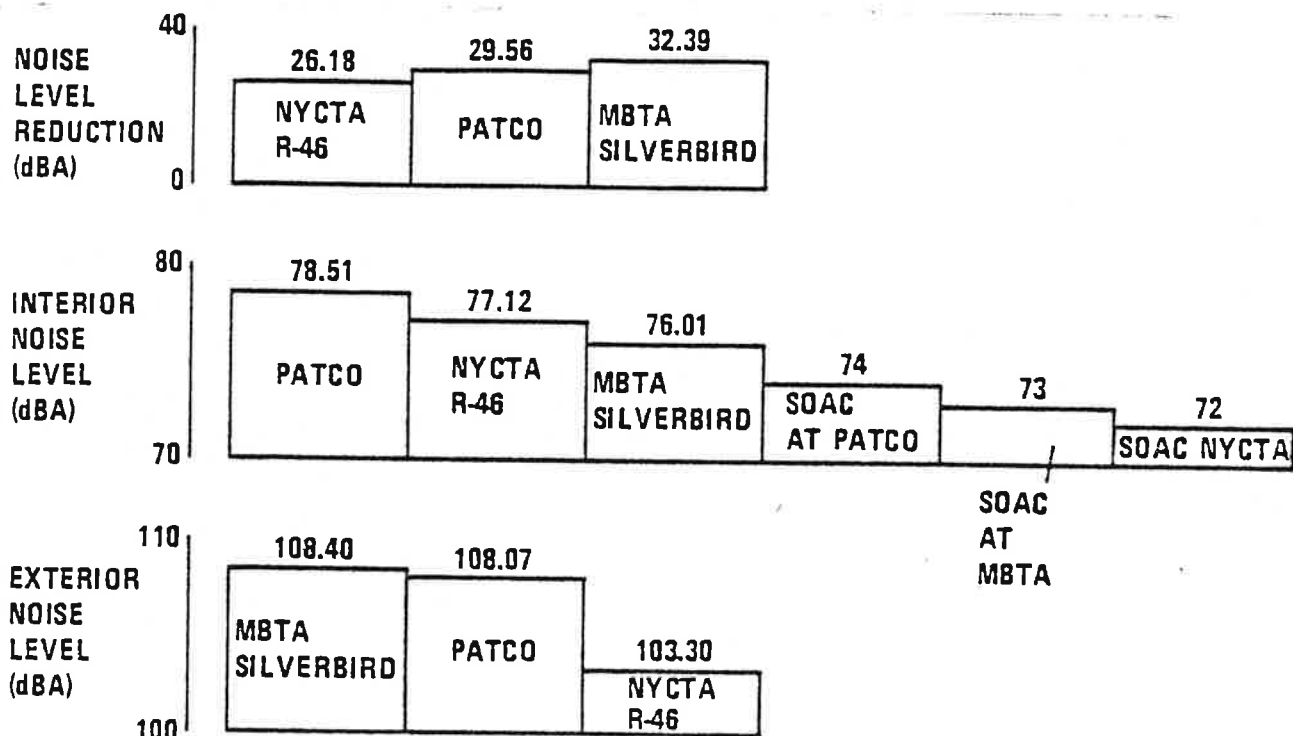 40
NOISE
LEVEL
REDUCTION
(dBA)
0
26.18
29.56
32.39
NYCTA
R-46
PATCO
MBTA
SILVERBIRD
80
INTERIOR
NOISE
LEVEL
(dBA)
70
78.51
77.12
76.01
74
73
72
PATCO
NYCTA
R-46
MBTA
SILVERBIRD
SOAC
AT PATCO
SOAC
AT
MBTA
SOAC NYCTA
110
EXTERIOR
NOISE
LEVEL
(dBA)
100
108.40
108.07
103.30
MBTA
SILVERBIRD
PATCO
NYCTA
R-46